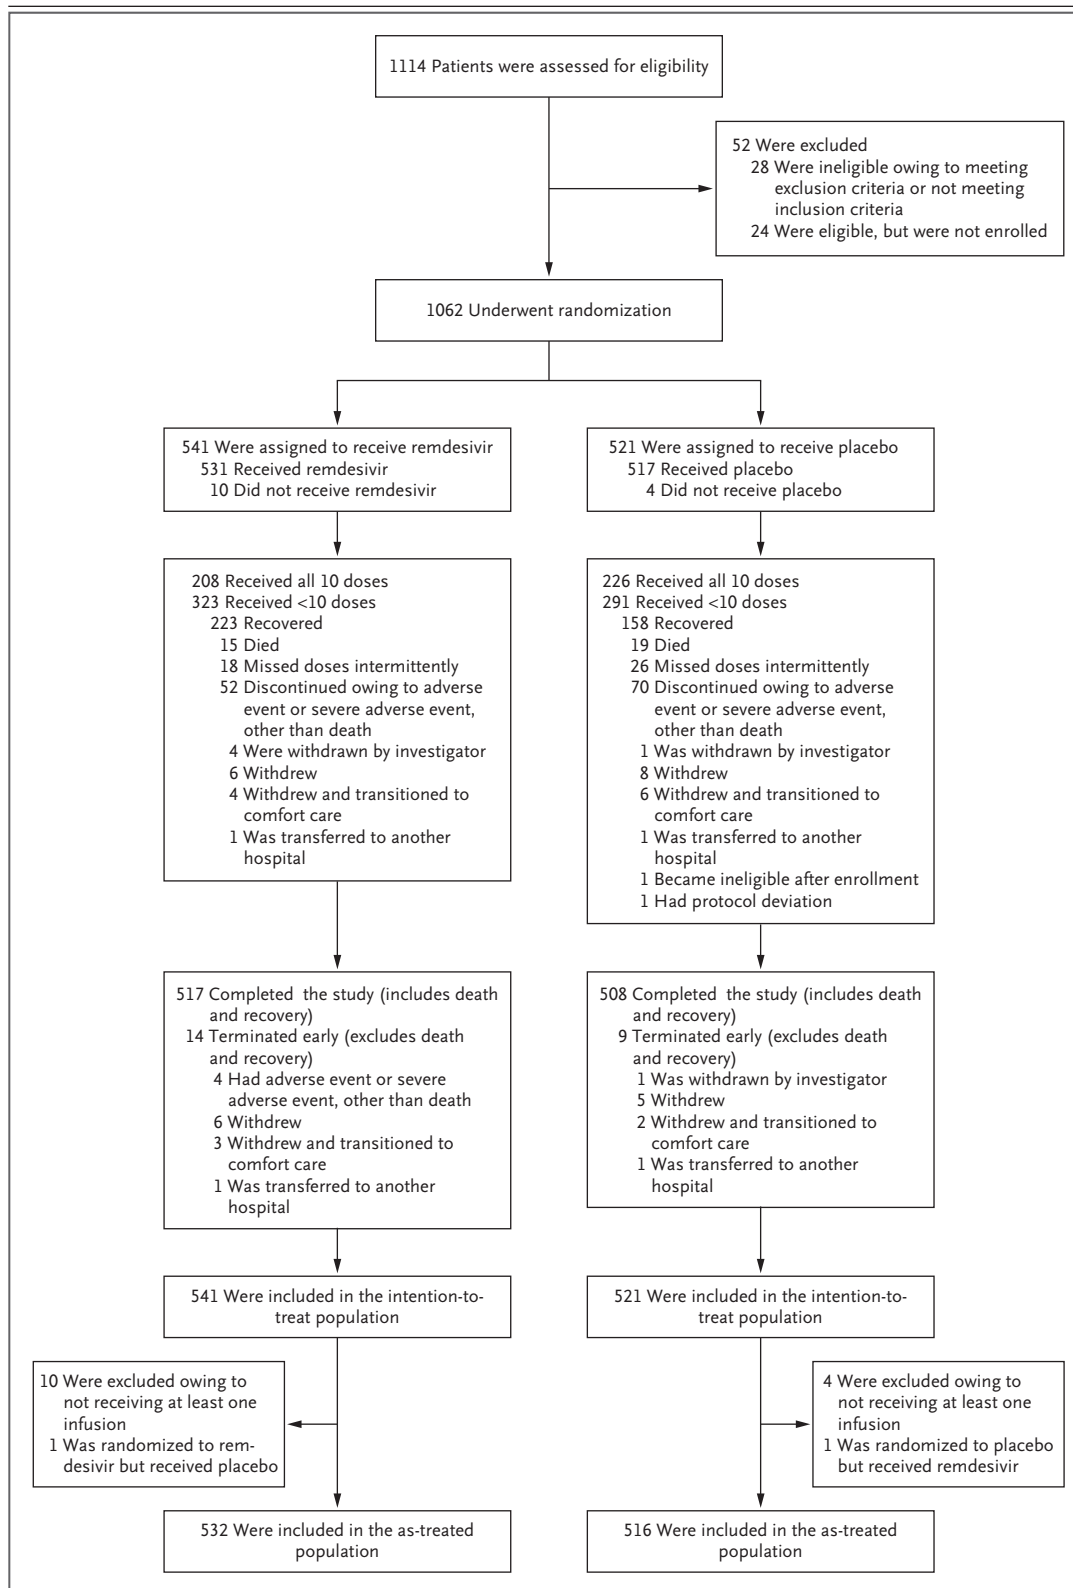 1114 Patients were assessed for eligibility
52 Were excluded
28 Were ineligible owing to meeting
exclusion criteria or not meeting
inclusion criteria
24 Were eligible, but were not enrolled
1062 Underwent randomization
541 Were assigned to receive remdesivir
531 Received remdesivir
10 Did not receive remdesivir
521 Were assigned to receive placebo
517 Received placebo
4 Did not receive placebo
208 Received all 10 doses
323 Received <10 doses
223 Recovered
15 Died
18 Missed doses intermittently
52 Discontinued owing to adverse
event or severe adverse event,
other than death
4 Were withdrawn by investigator
6 Withdrew
4 Withdrew and transitioned to
comfort care
1 Was transferred to another
hospital
226 Received all 10 doses
291 Received <10 doses
158 Recovered
19 Died
26 Missed doses intermittently
70 Discontinued owing to adverse
event or severe adverse event,
other than death
1 Was withdrawn by investigator
8 Withdrew
6 Withdrew and transitioned to
comfort care
1 Was transferred to another
hospital
1 Became ineligible after enrollment
1 Had protocol deviation
517 Completed the study (includes death
and recovery)
14 Terminated early (excludes death
and recovery)
4 Had adverse event or severe
adverse event, other than death
6 Withdrew
3 Withdrew and transitioned to
comfort care
1 Was transferred to another
hospital
508 Completed the study (includes death
and recovery)
9 Terminated early (excludes death
and recovery)
1 Was withdrawn by investigator
5 Withdrew
2 Withdrew and transitioned to
comfort care
1 Was transferred to another
hospital
541 Were included in the intention-to-
treat population
521 Were included in the intention-to-
treat population
10 Were excluded owing to
not receiving at least one
infusion
1 Was randomized to rem-
desivir but received placebo
4 Were excluded owing to
not receiving at least one
infusion
1 Was randomized to placebo
but received remdesivir
532 Were included in the as-treated
population
516 Were included in the as-treated
population